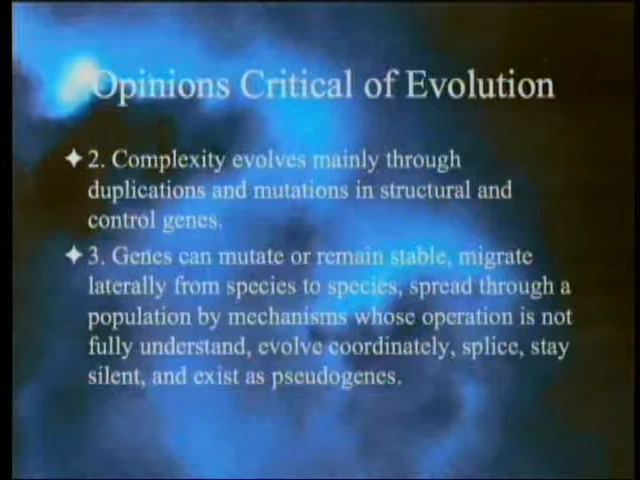 Opinions Critical of Evolution
2. Complexity evolves mainly through
duplications and mutations in structural and
control genes.
3. Genes can mutate or remain stable, migrate
laterally from species to species, spread through a
population by mechanisms whose operation is not
fully understand, evolve coordinately, splice, stay
silent, and exist as pseudogenes.